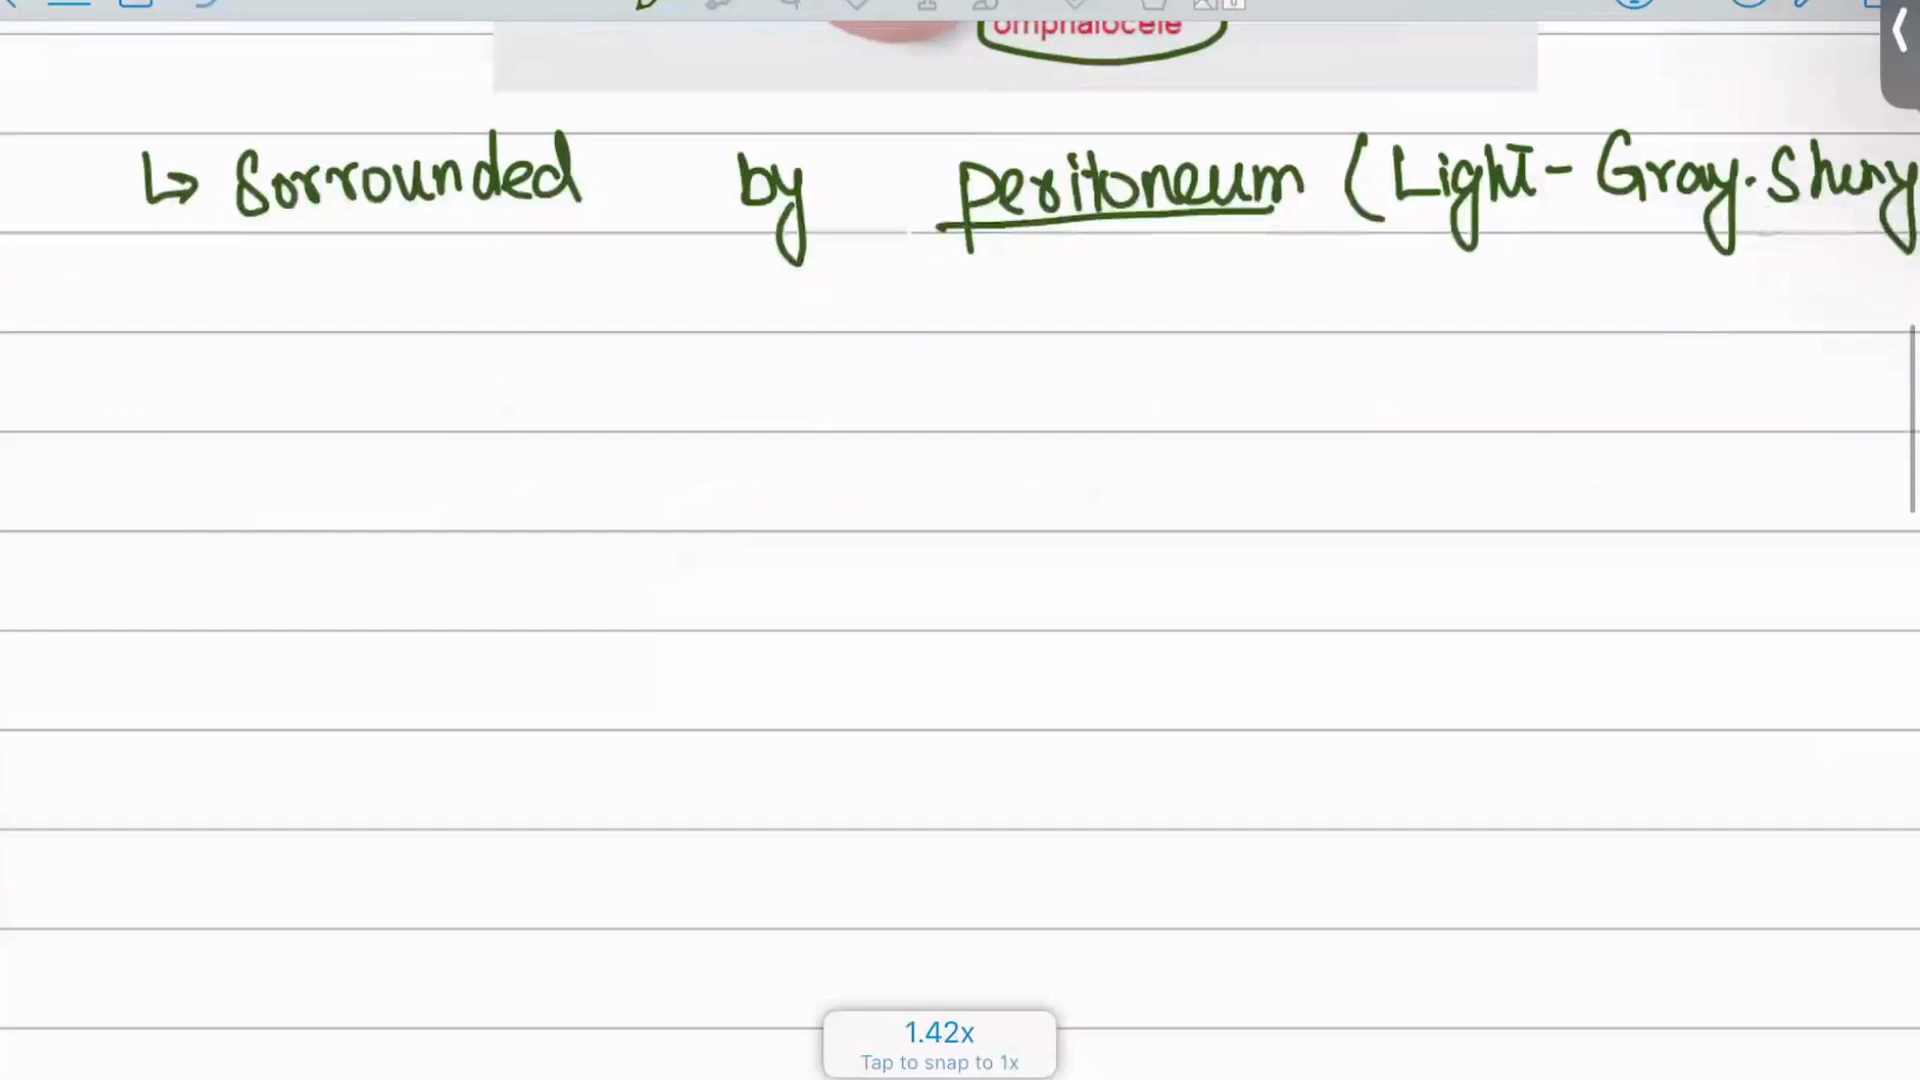 omphalocele
↳ Sorrounded by peritoneum (Light-Gray.Shiny
1.42x
Tap to snap to 1x